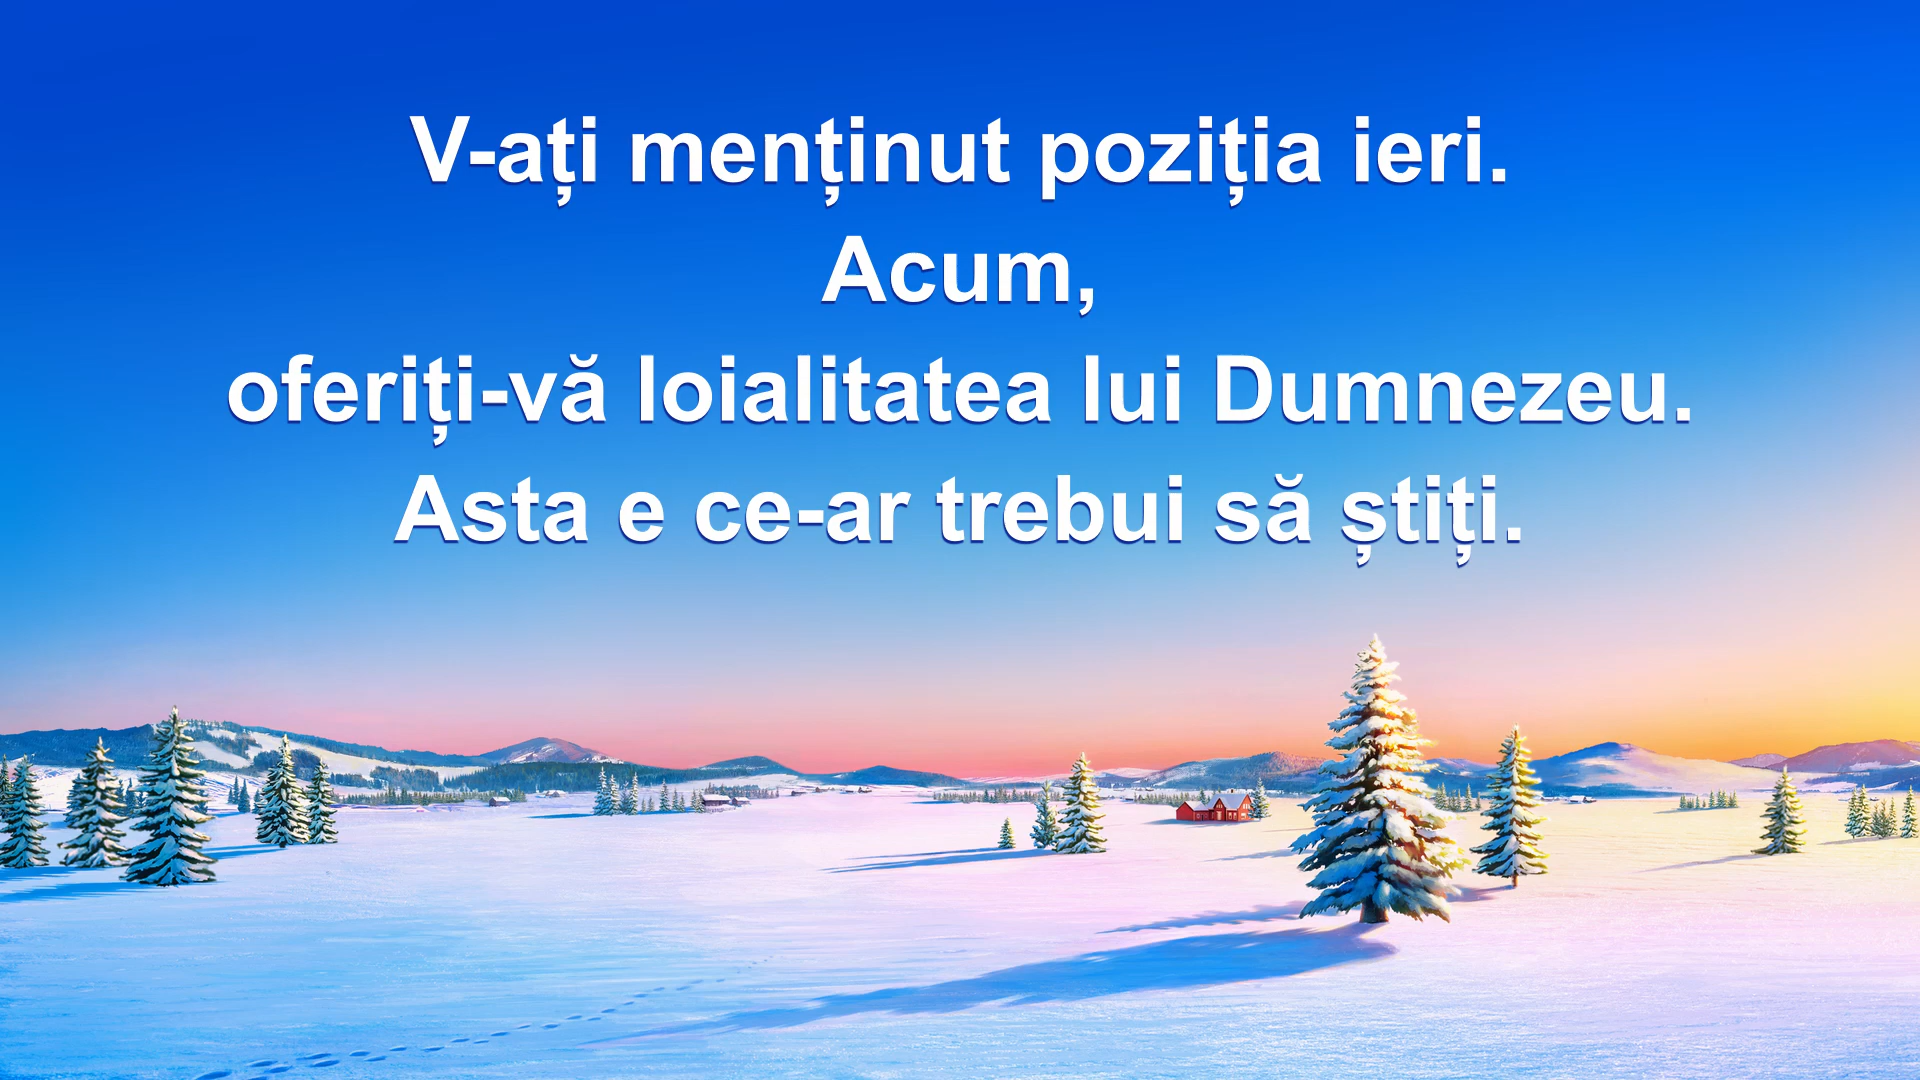 V-ați menținut poziția ieri.
Acum,
oferiți-vă loialitatea lui Dumnezeu.
Asta e ce-ar trebui să știți.